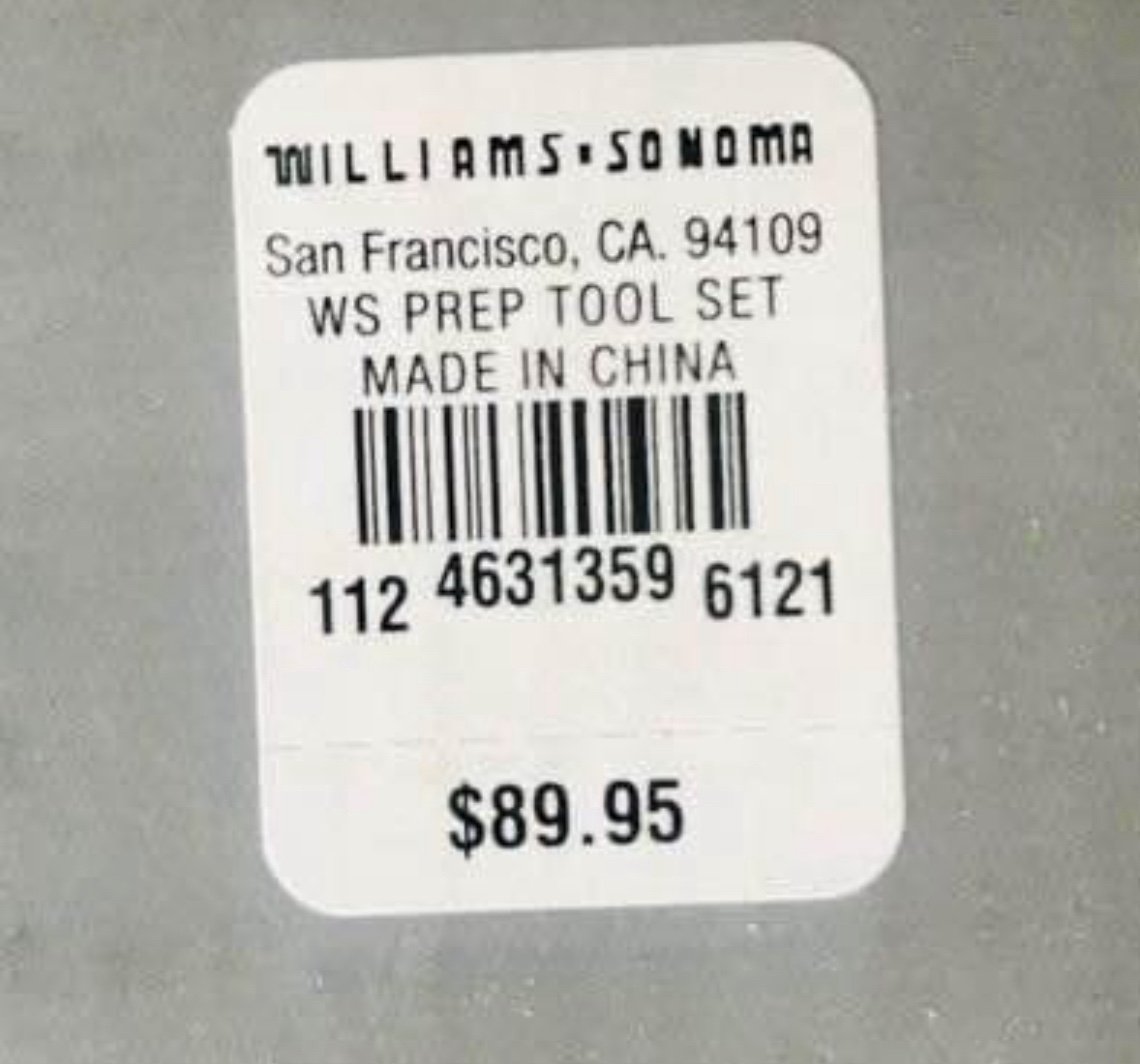 WILLIAMS▪SONOMA
San Francisco, CA. 94109
WS PREP TOOL SET
MADE IN CHINA
112 4631359 6121
$89.95